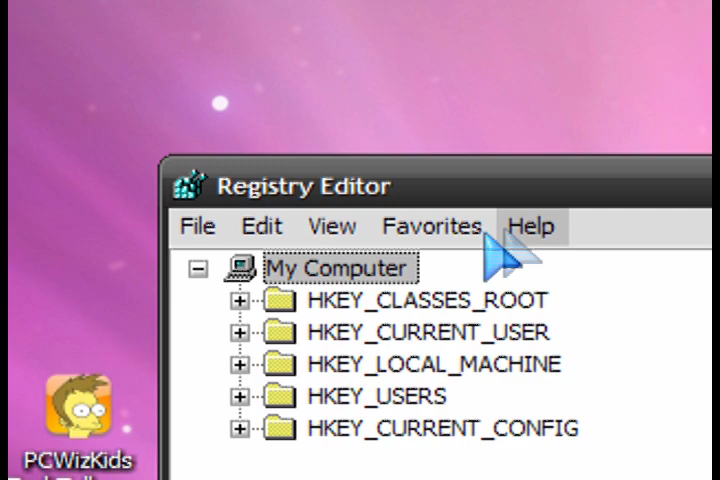 Registry Editor
File Edit View Favorites Help
My Computer
HKEY_CLASSES_ROOT
HKEY_CURRENT_USER
HKEY_LOCAL_MACHINE
HKEY_USERS
HKEY_CURRENT_CONFIG
PCWizKids